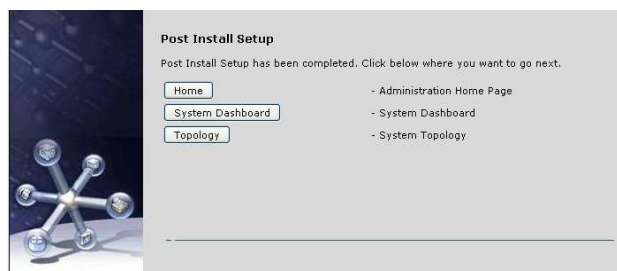 Post Install Setup
Post Install Setup has been completed. Click below where you want to go next.
Home - Administration Home Page
System Dashboard - System Dashboard
Topology - System Topology